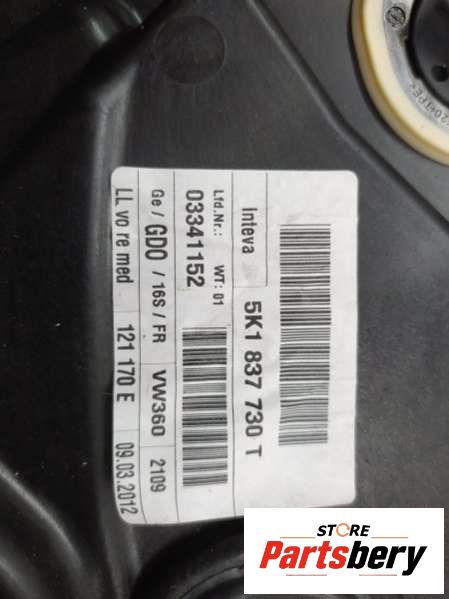 Inteva
5K1 837 730 T
Lfd.Nr.: WT: 01
03341152
Ge / GDO / 16S / FR VW360 2109
LL vo re med 121 170 E 09.03.2012
STORE
Partsbery